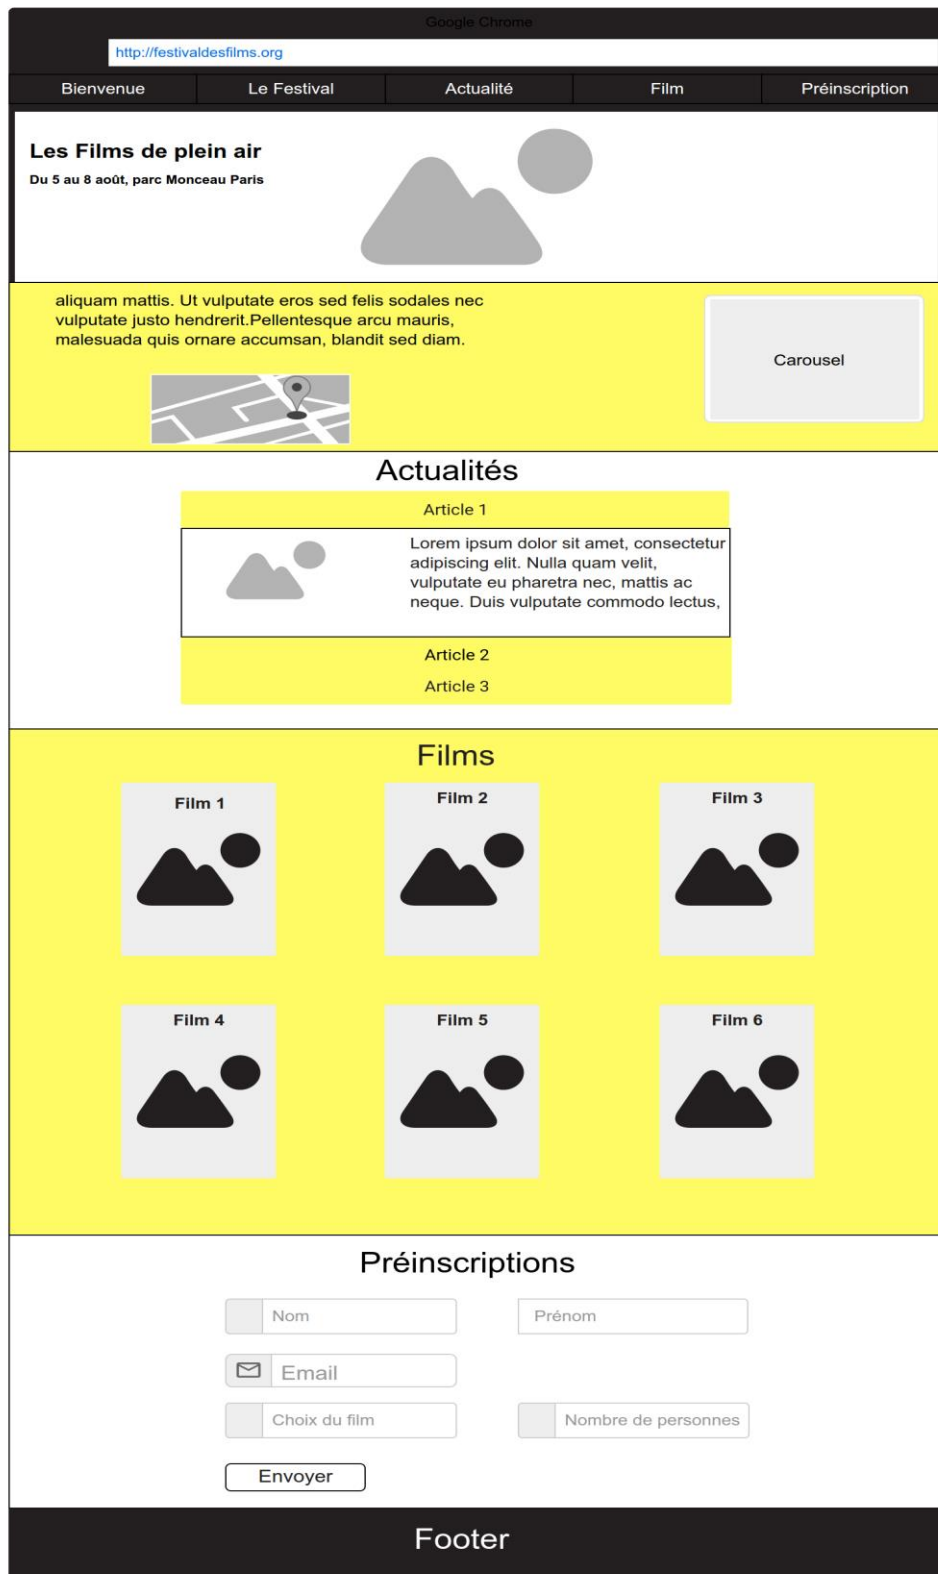 Google Chrome
http://festivaldesfilms.org
Bienvenue Le Festival Actualité Film Préinscription
Les Films de plein air
Du 5 au 8 août, parc Monceau Paris
aliquam mattis. Ut vulputate eros sed felis sodales nec
vulputate justo hendrerit.Pellentesque arcu mauris,
malesuada quis ornare accumsan, blandit sed diam.
Carousel
Actualités
Article 1
Lorem ipsum dolor sit amet, consectetur
adipiscing elit. Nulla quam velit,
vulputate eu pharetra nec, mattis ac
neque. Duis vulputate commodo lectus,
Article 2
Article 3
Films
Film 1 Film 2 Film 3
Film 4 Film 5 Film 6
Préinscriptions
Nom Prénom
Email
Choix du film Nombre de personnes
Envoyer
Footer